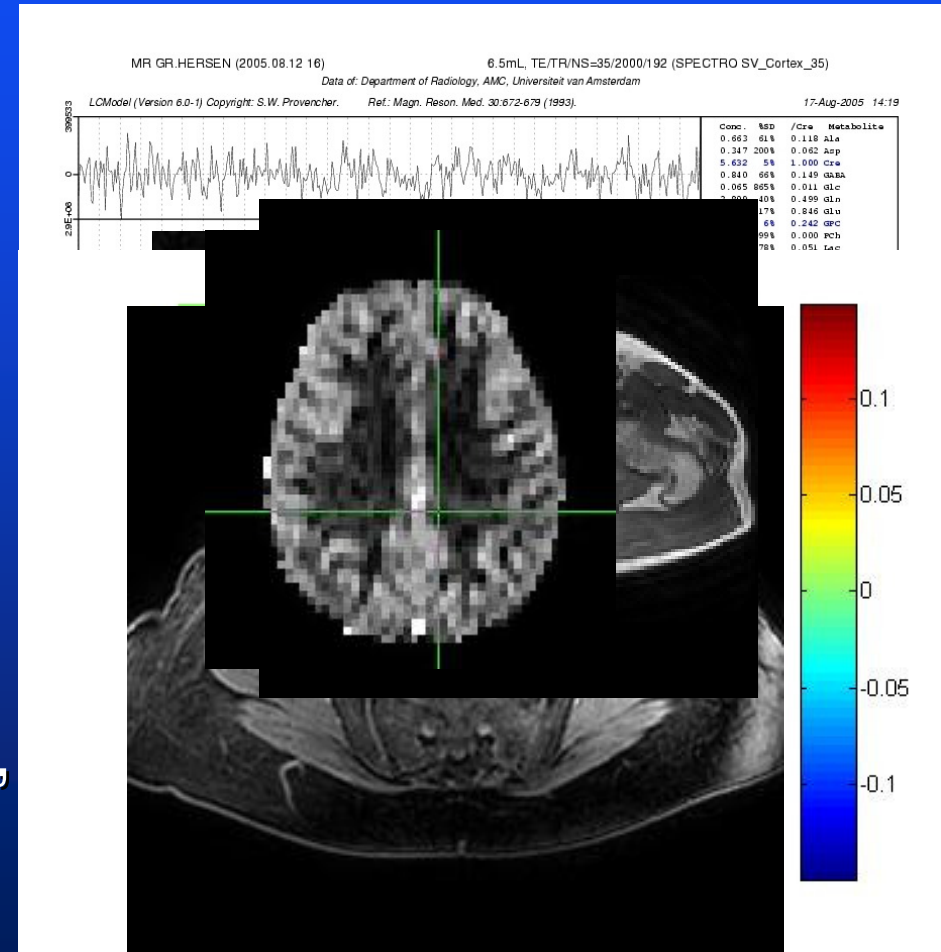 MR GR.HERSEN (2005.08.12 16) 6.5mL, TE/TR/NS=35/2000/192 (SPECTRO SV_Cortex_35)
Data of: Department of Radiology, AMC, Universiteit van Amsterdam
LCModel (Version 6.0-1) Copyright: S.W. Provencher. Ref.: Magn. Reson. Med. 30:672-679 (1993). 17-Aug-2005 14:19
399533
0
2.9E+06
Conc. %SD /Cre Metabolite
0.663 61% 0.118 Ala
0.347 200% 0.062 Asp
5.632 5% 1.000 Cre
0.840 66% 0.149 GABA
0.065 865% 0.011 Glc
40% 0.499 Gln
17% 0.846 Glu
6% 0.242 GPC
99% 0.000 PCh
78% 0.051 Lac
0.1
0.05
0
-0.05
-0.1
,